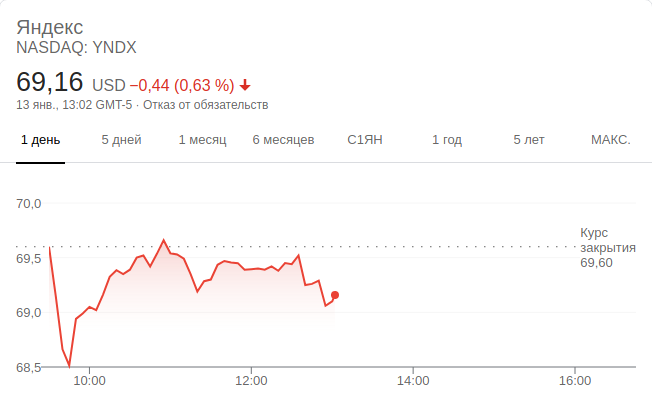 Яндекс
NASDAQ: YNDX
69,16 USD −0,44 (0,63 %)
13 янв., 13:02 GMT-5 · Отказ от обязательств
1 день 5 дней 1 месяц 6 месяцев С1ЯН 1 год 5 лет МАКС.
70,0
Курс
закрытия
69,60
69,5
69,0
68,5
10:00 12:00 14:00 16:00